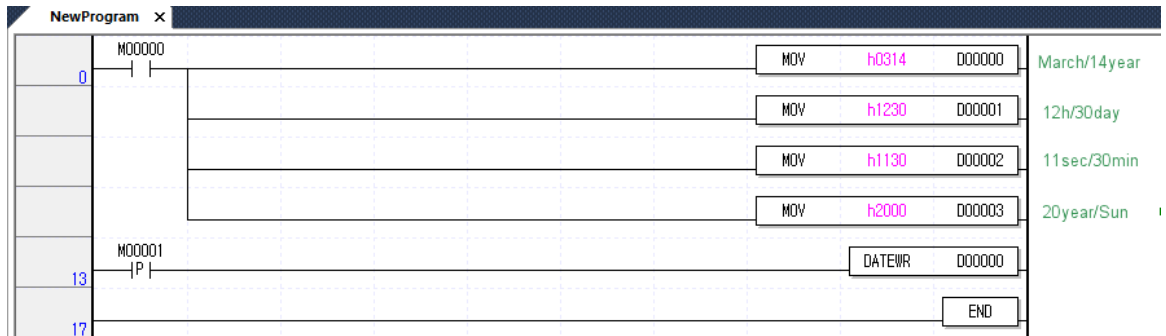 NewProgram ×
M00000
0
MOV h0314 D00000 March/14year
MOV h1230 D00001 12h/30day
MOV h1130 D00002 11sec/30min
MOV h2000 D00003 20year/Sun
M00001
P
13
DATEWR D00000
END
17